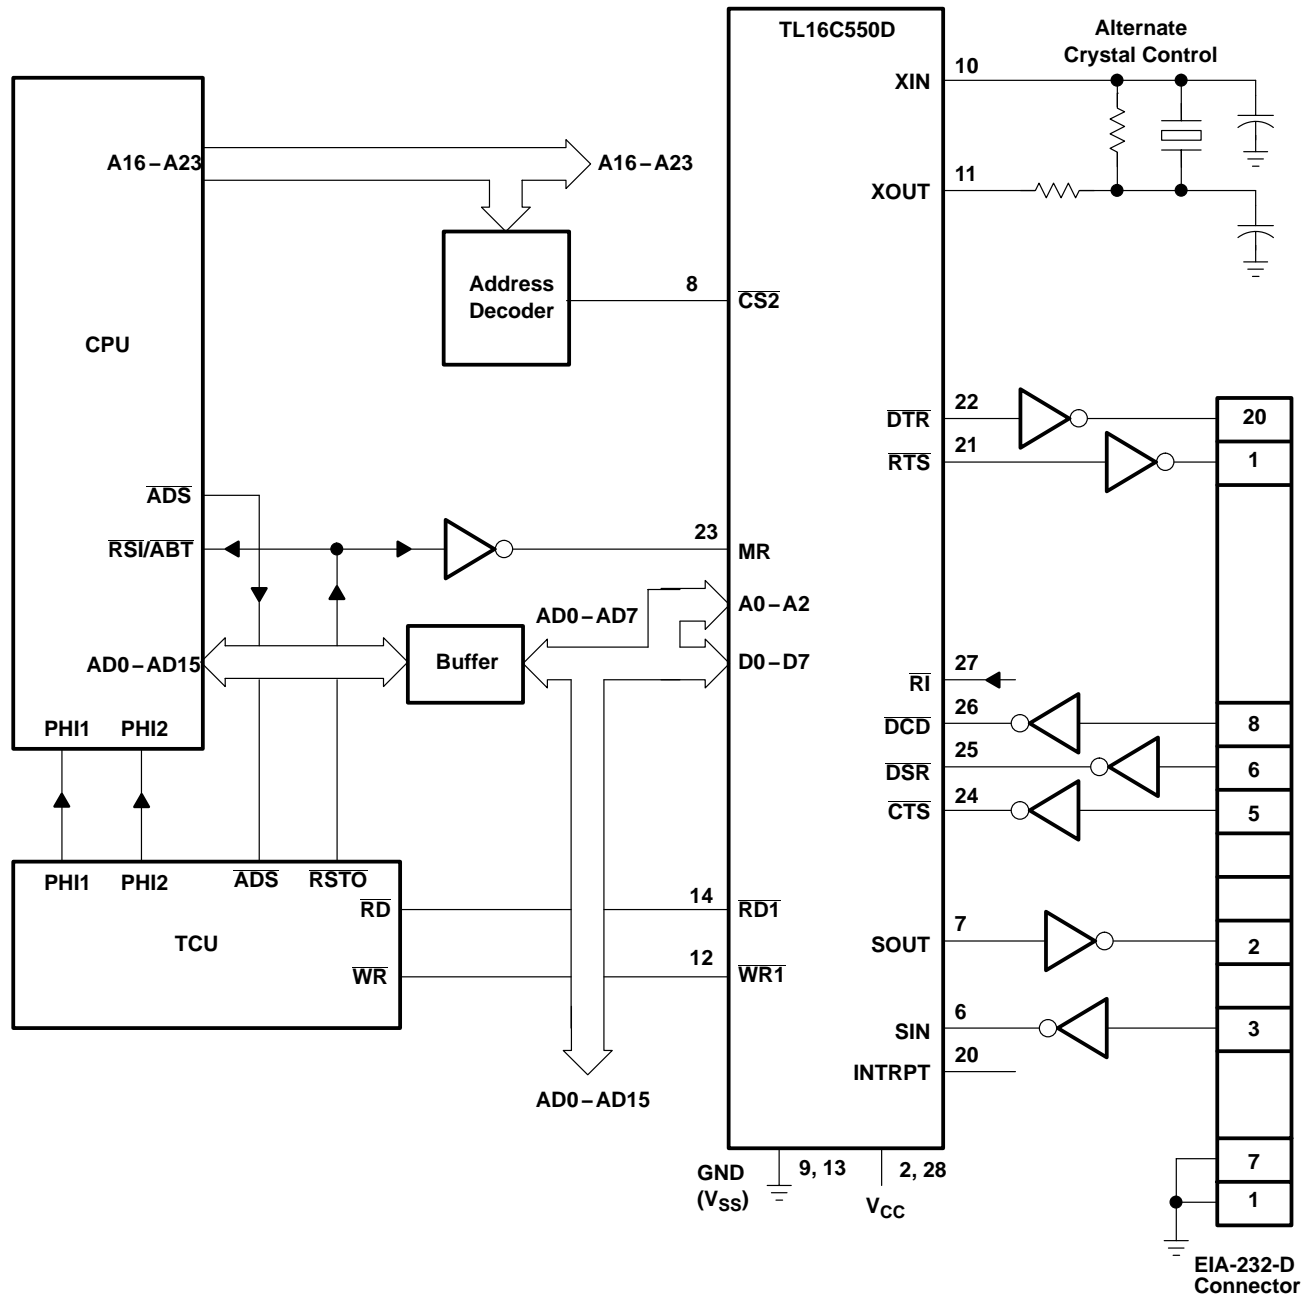 TL16C550D
Alternate
Crystal Control
XIN
10
A16–A23
A16–A23
XOUT
11
Address
Decoder
8
CS2
CPU
DTR
22
20
RTS
21
1
ADS
RSI/ABT
23
MR
AD0–AD7
A0–A2
AD0–AD15
Buffer
D0–D7
RI
27
PHI1
PHI2
DCD
26
8
DSR
25
6
CTS
24
5
PHI1
PHI2
ADS
RSTO
RD
14
RD1
TCU
SOUT
7
2
WR
12
WR1
SIN
6
3
INTRPT
20
AD0–AD15
GND
(VSS)
9, 13
2, 28
VCC
7
1
EIA-232-D
Connector